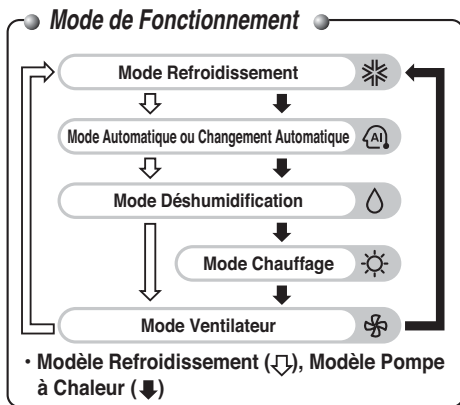 Mode de Fonctionnement
Mode Refroidissement
Mode Automatique ou Changement Automatique
AI
Mode Déshumidification
Mode Chauffage
Mode Ventilateur
· Modèle Refroidissement (⇩), Modèle Pompe
à Chaleur (⬇)